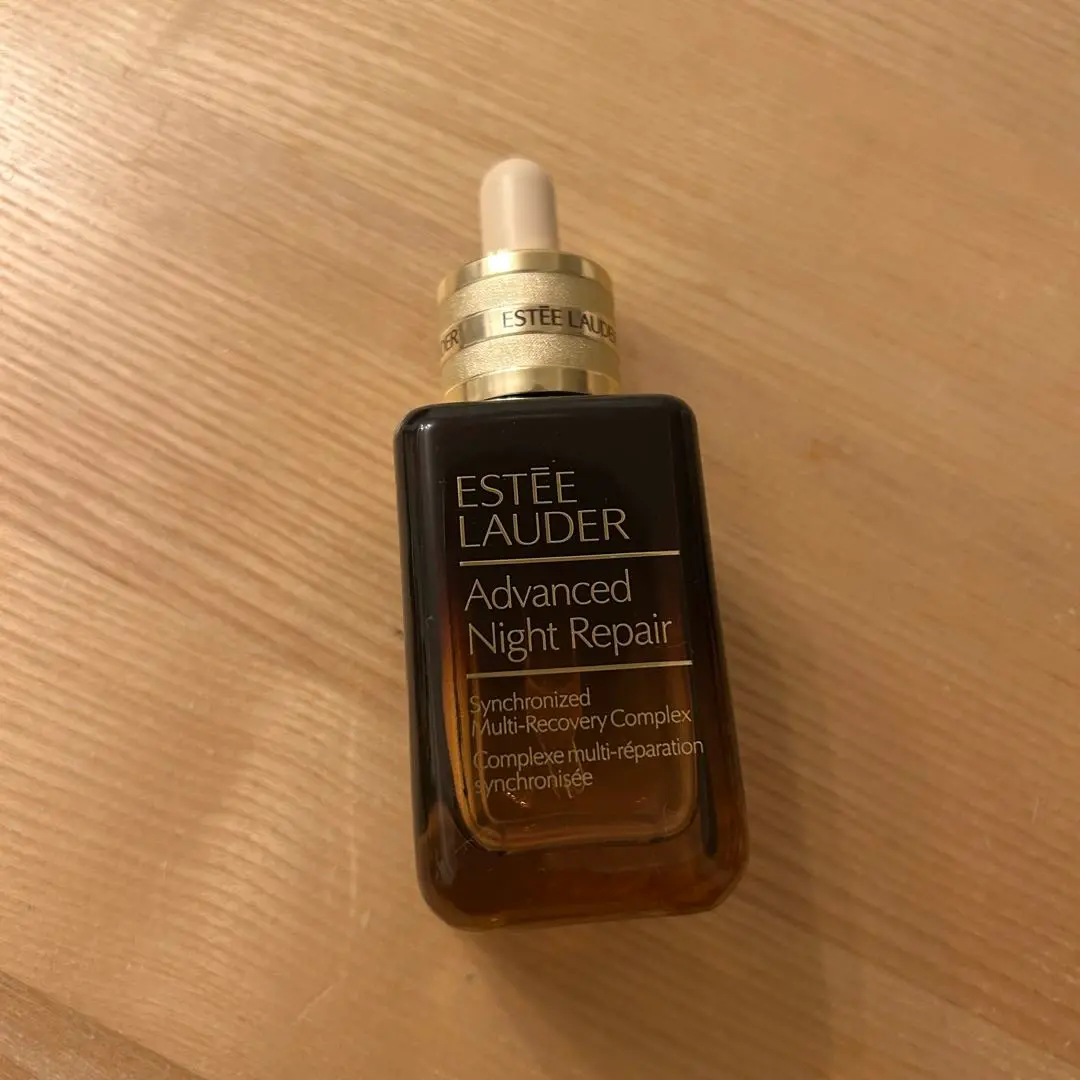 ESTĒE LAUDER
ESTĒE
LAUDER
Advanced
Night Repair
Synchronized
Multi-Recovery Complex
Complexe multi-réparation
synchronisée